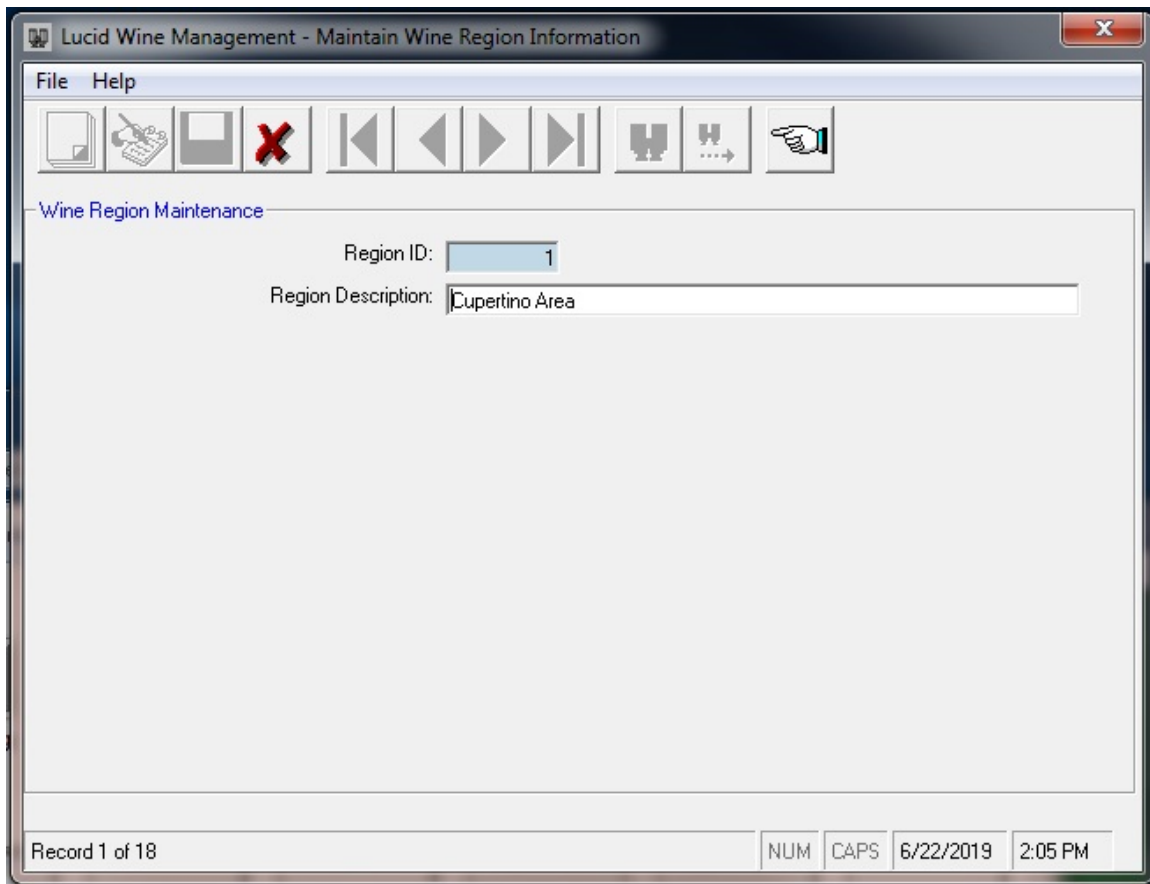 Lucid Wine Management - Maintain Wine Region Information
File Help
Wine Region Maintenance
Region ID: 1
Region Description: Cupertino Area
Record 1 of 18 NUM CAPS 6/22/2019 2:05 PM